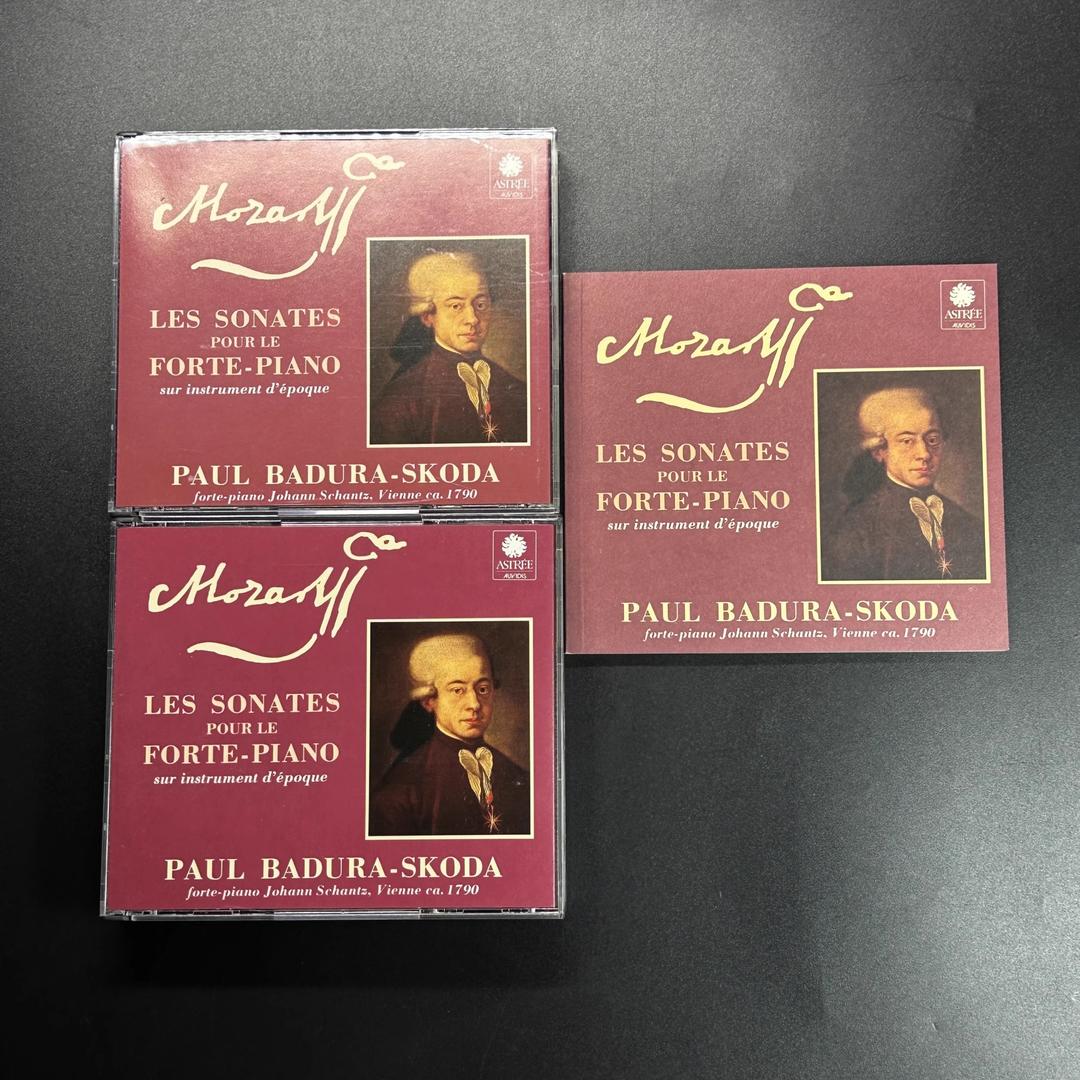 Mozart
ASTRÉE
AUVIDIS
LES SONATES
POUR LE
FORTE-PIANO
sur instrument d'époque
PAUL BADURA-SKODA
forte-piano Johann Schantz, Vienne ca. 1790
Mozart
ASTRÉE
AUVIDIS
LES SONATES
POUR LE
FORTE-PIANO
sur instrument d'époque
PAUL BADURA-SKODA
forte-piano Johann Schantz, Vienne ca. 1790
Mozart
ASTRÉE
AUVIDIS
LES SONATES
POUR LE
FORTE-PIANO
sur instrument d'époque
PAUL BADURA-SKODA
forte-piano Johann Schantz, Vienne ca. 1790